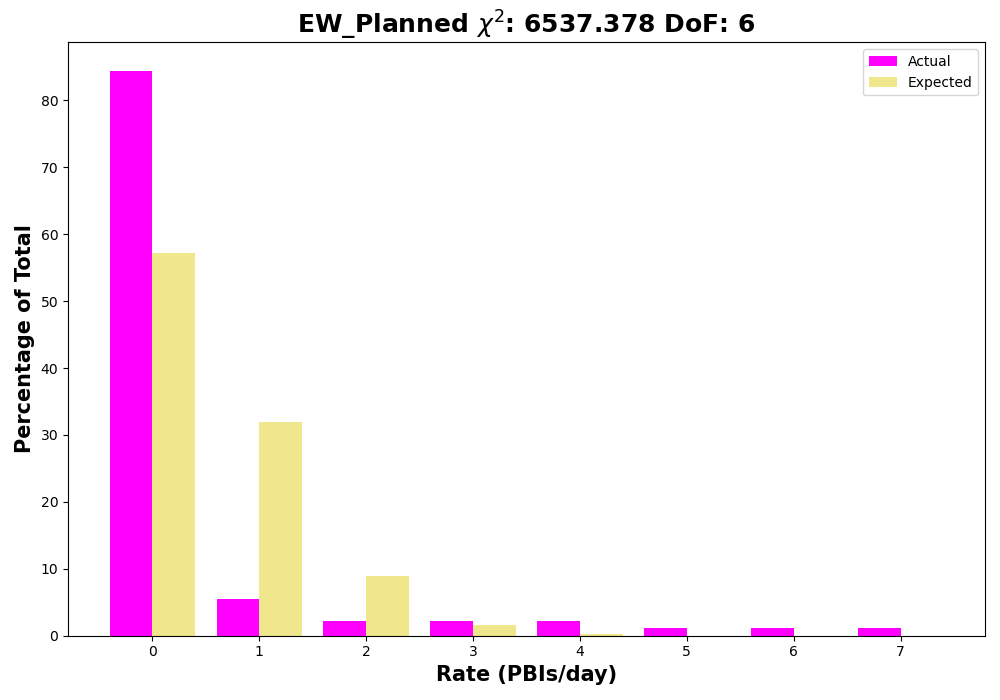 EW_Planned χ²: 6537.378 DoF: 6
Actual
Expected
Percentage of Total
80
70
60
50
40
30
20
10
0
0 1 2 3 4 5 6 7
Rate (PBIs/day)